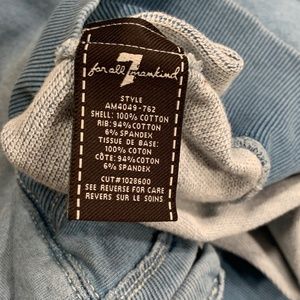 7
for all mankind
STYLE
AM4049-762
SHELL: 100% COTTON
RIB: 94% COTTON
6% SPANDEX
TISSUE DE BASE:
100% COTON
CÔTE: 94% COTON
6% SPANDEX
CUT#1028600
SEE REVERSE FOR CARE
REVERS SUR LE SOINS